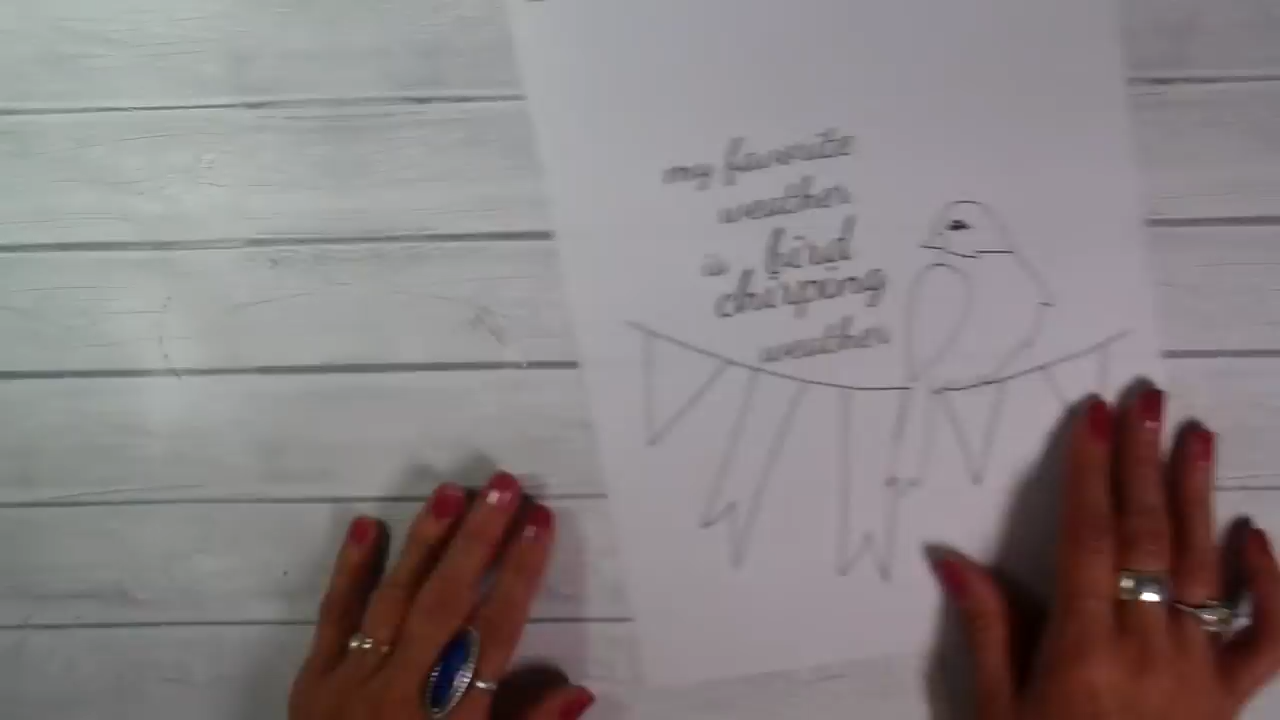 my favorite
weather
is bird
chirping
weather